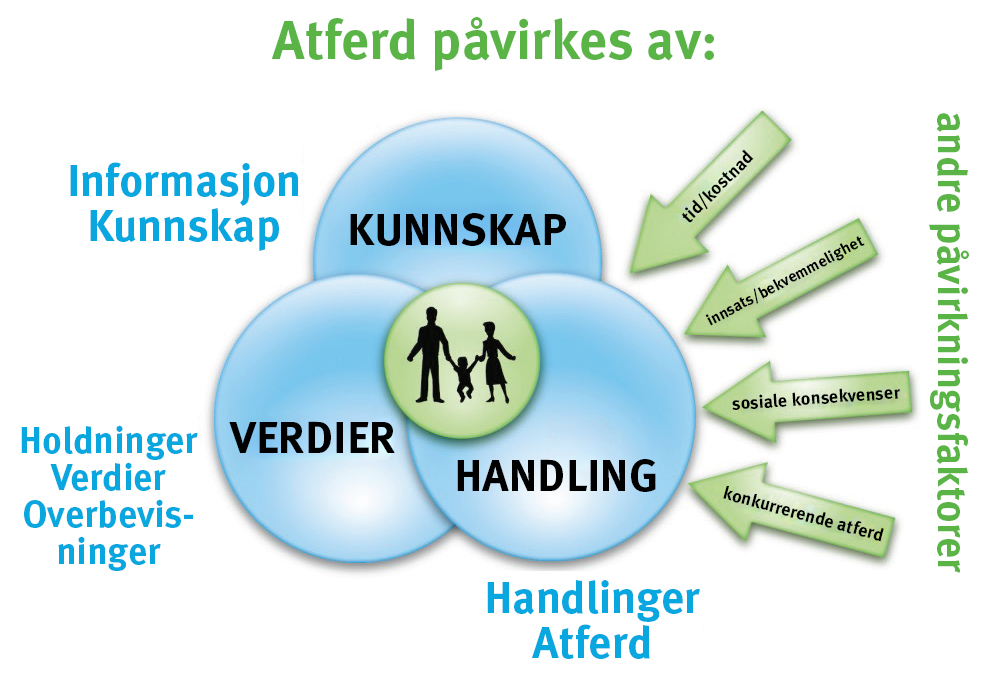 Atferd påvirkes av:
Informasjon
Kunnskap
KUNNSKAP
tid/kostnad
innsats/bekvemmelighet
sosiale konsekvenser
konkurrerende atferd
andre påvirkningsfaktorer
VERDIER
HANDLING
Holdninger
Verdier
Overbevis-
ninger
Handlinger
Atferd